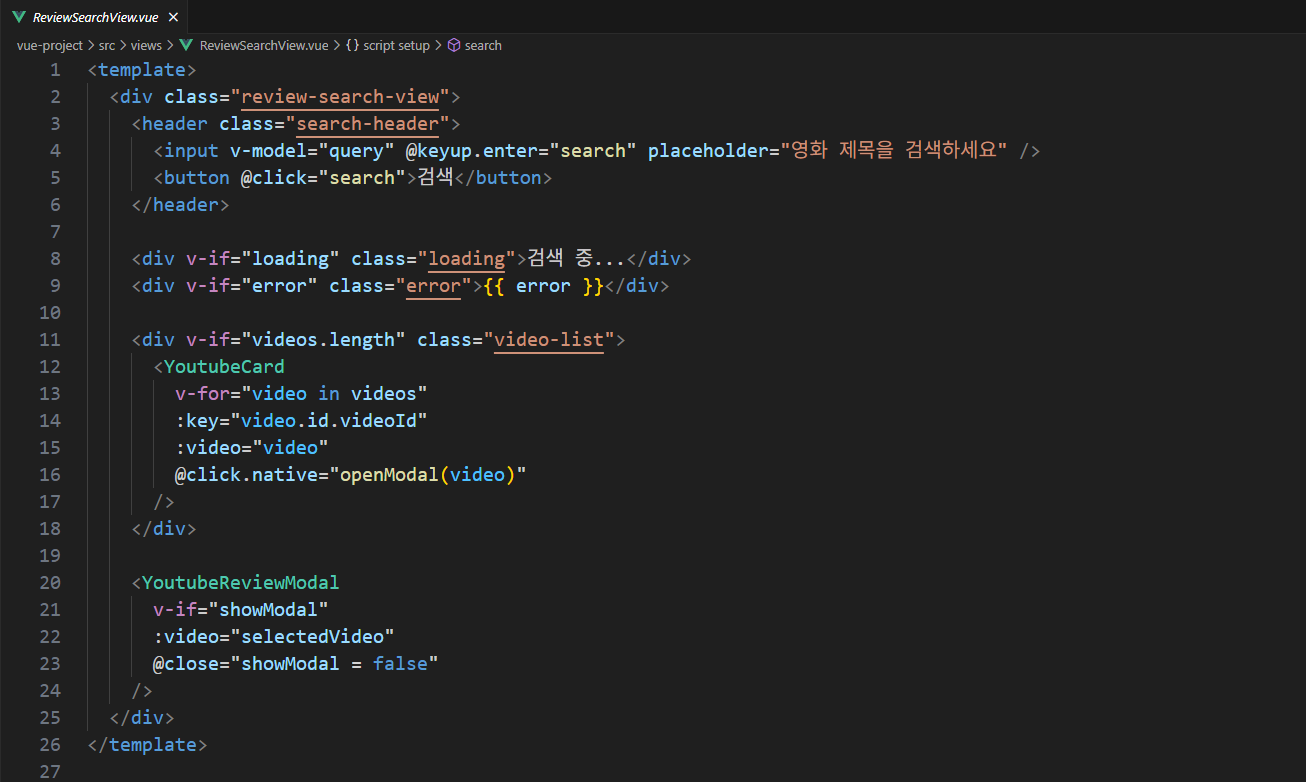 ReviewSearchView.vue
vue-project > src > views > ReviewSearchView.vue > {} script setup > search
1 <template>
2 <div class="review-search-view">
3 <header class="search-header">
4 <input v-model="query" @keyup.enter="search" placeholder="영화 제목을 검색하세요" />
5 <button @click="search">검색</button>
6 </header>
7
8 <div v-if="loading" class="loading">검색 중...</div>
9 <div v-if="error" class="error">{{ error }}</div>
10
11 <div v-if="videos.length" class="video-list">
12 <YoutubeCard
13 v-for="video in videos"
14 :key="video.id.videoId"
15 :video="video"
16 @click.native="openModal(video)"
17 />
18 </div>
19
20 <YoutubeReviewModal
21 v-if="showModal"
22 :video="selectedVideo"
23 @close="showModal = false"
24 />
25 </div>
26 </template>
27